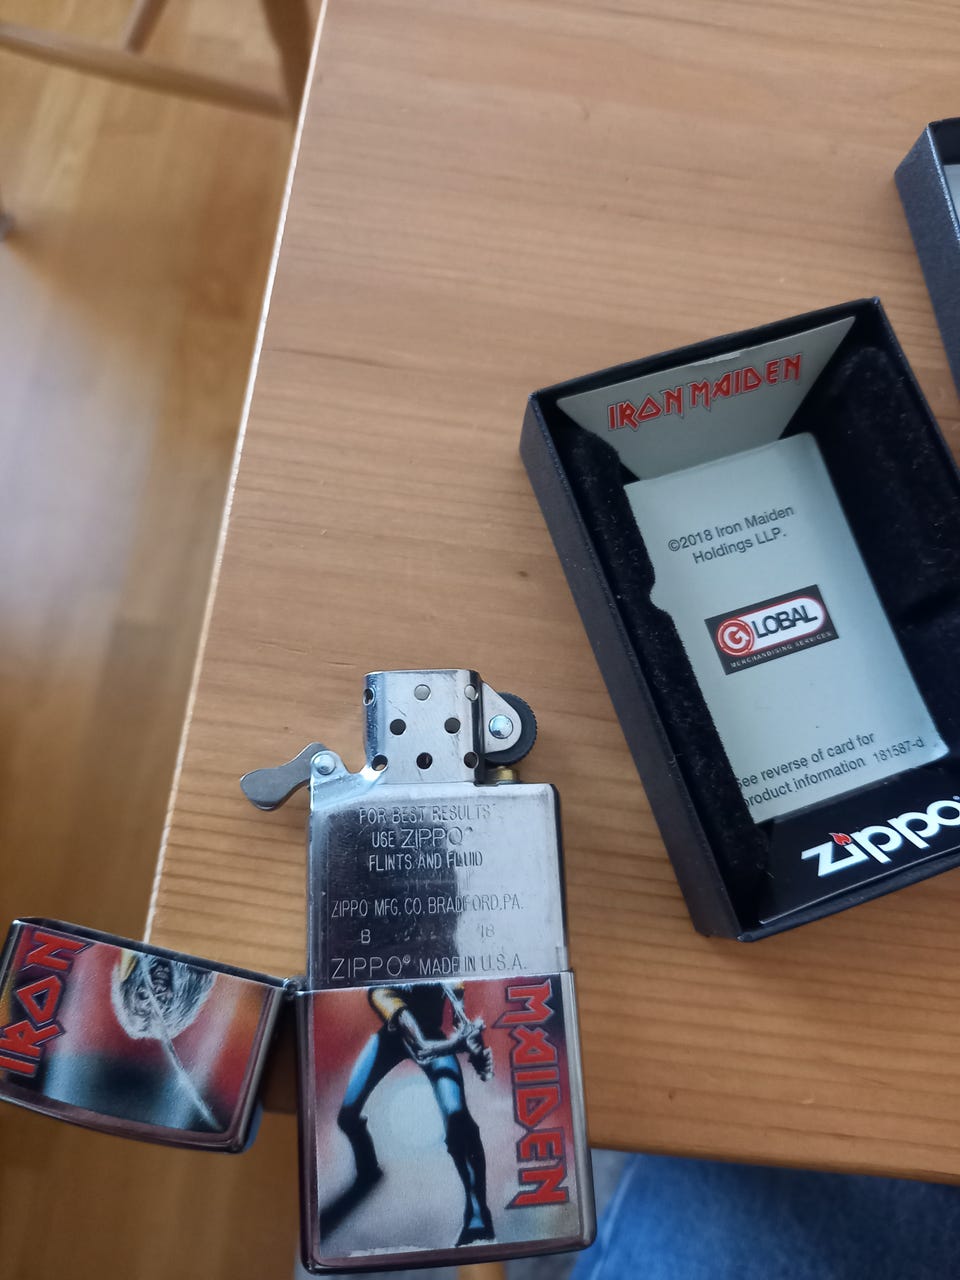 IRON MAIDEN
©2018 Iron Maiden
Holdings LLP.
GLOBAL
MERCHANDISING SERVICES
See reverse of card for
product information 181587-d
zippo
FOR BEST RESULTS
USE ZIPPO®
FLINTS AND FLUID
ZIPPO MFG. CO. BRADFORD, PA.
B 18
ZIPPO® MADE IN U.S.A.
IRON
MAIDEN